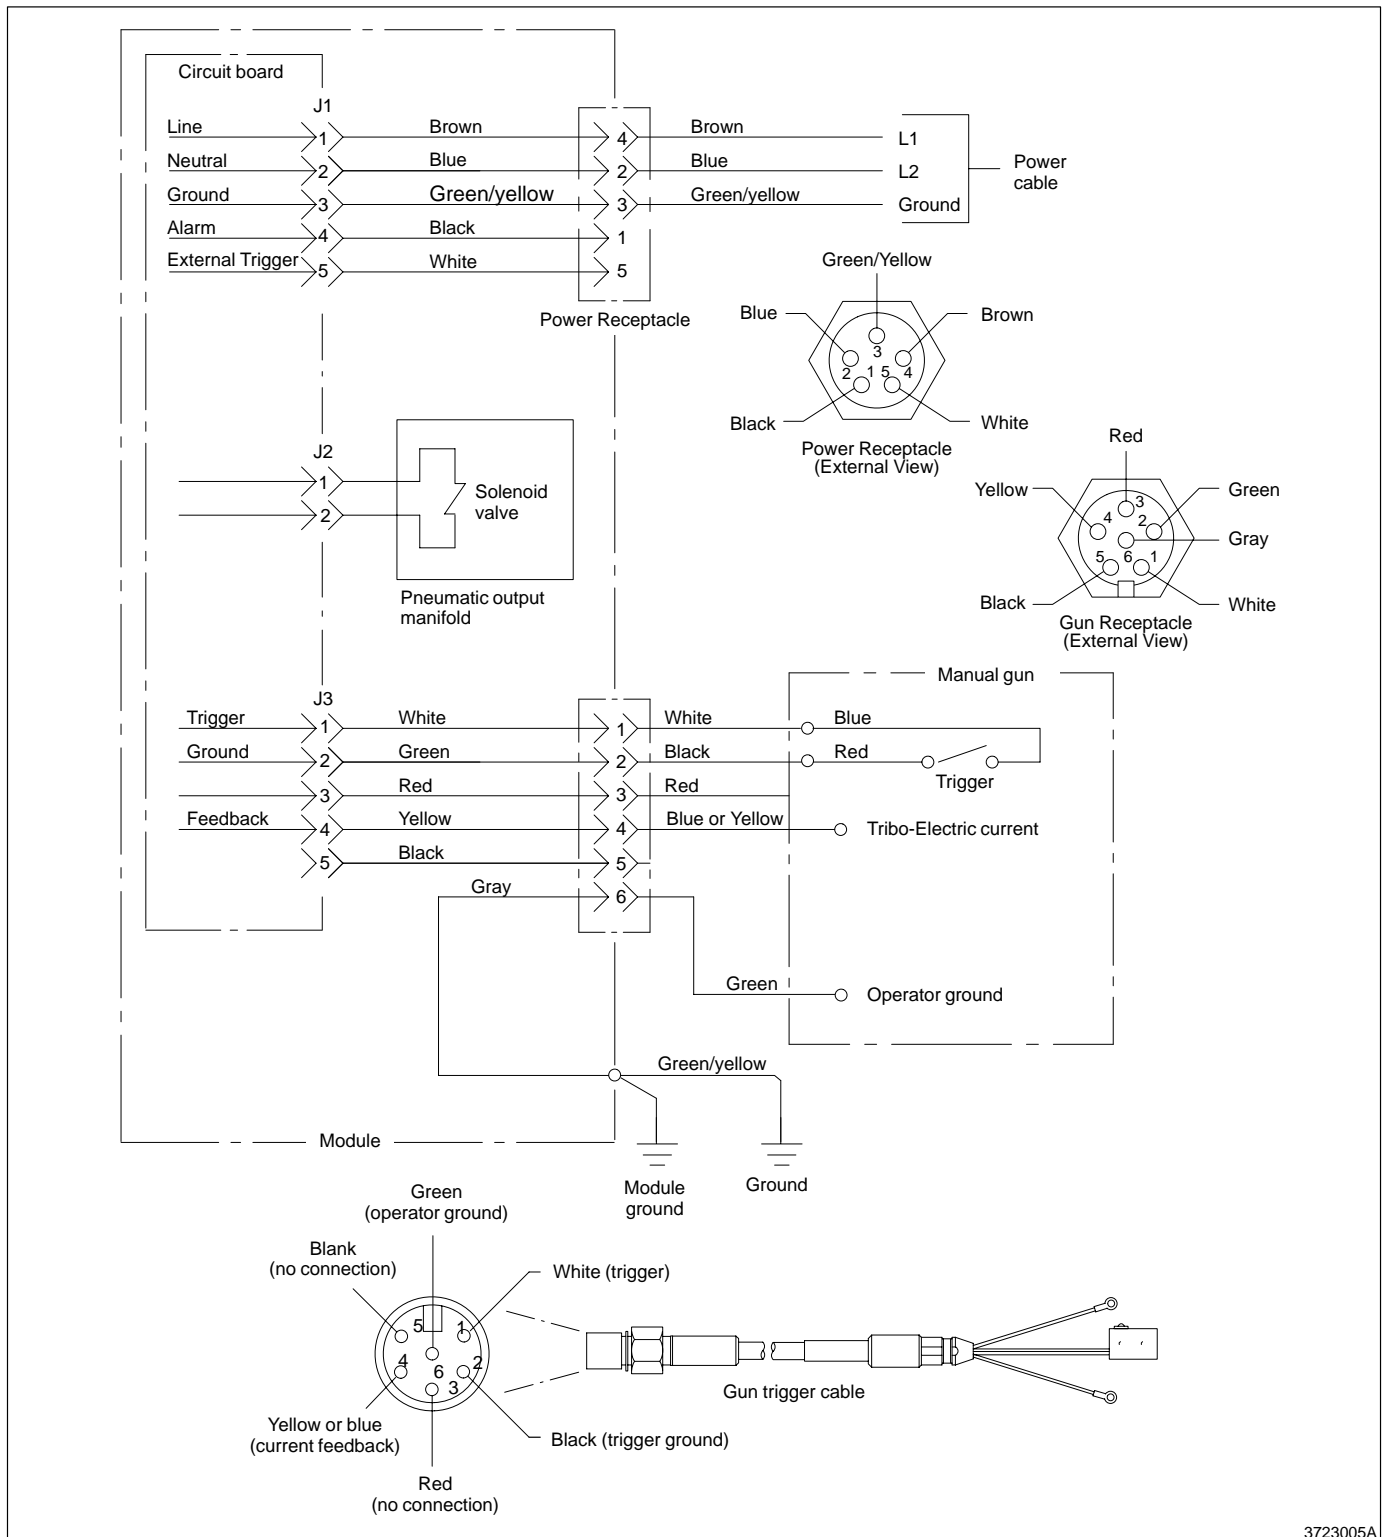 Circuit board
J1
Line 1 Brown 4 Brown L1
Neutral 2 Blue 2 Blue L2
Power
cable
Ground 3 Green/yellow 3 Green/yellow Ground
Alarm 4 Black 1
External Trigger 5 White 5
Power Receptacle
Green/Yellow
Blue
Brown
3
2 1 5 4
Black
White
Power Receptacle
(External View)
J2
1
2
Solenoid
valve
Pneumatic output
manifold
Red
Yellow
Green
3
4 2
Gray
5 6 1
Black
White
Gun Receptacle
(External View)
Manual gun
J3
Trigger 1 White 1 White Blue
Ground 2 Green 2 Black Red
Trigger
3 Red 3 Red
Feedback 4 Yellow 4 Blue or Yellow Tribo-Electric current
5 Black 5
Gray 6
Green Operator ground
Green/yellow
Module
Module
ground
Ground
Green
(operator ground)
Blank
(no connection)
White (trigger)
5 1
4 6 2
3
Gun trigger cable
Yellow or blue
(current feedback)
Black (trigger ground)
Red
(no connection)
3723005A